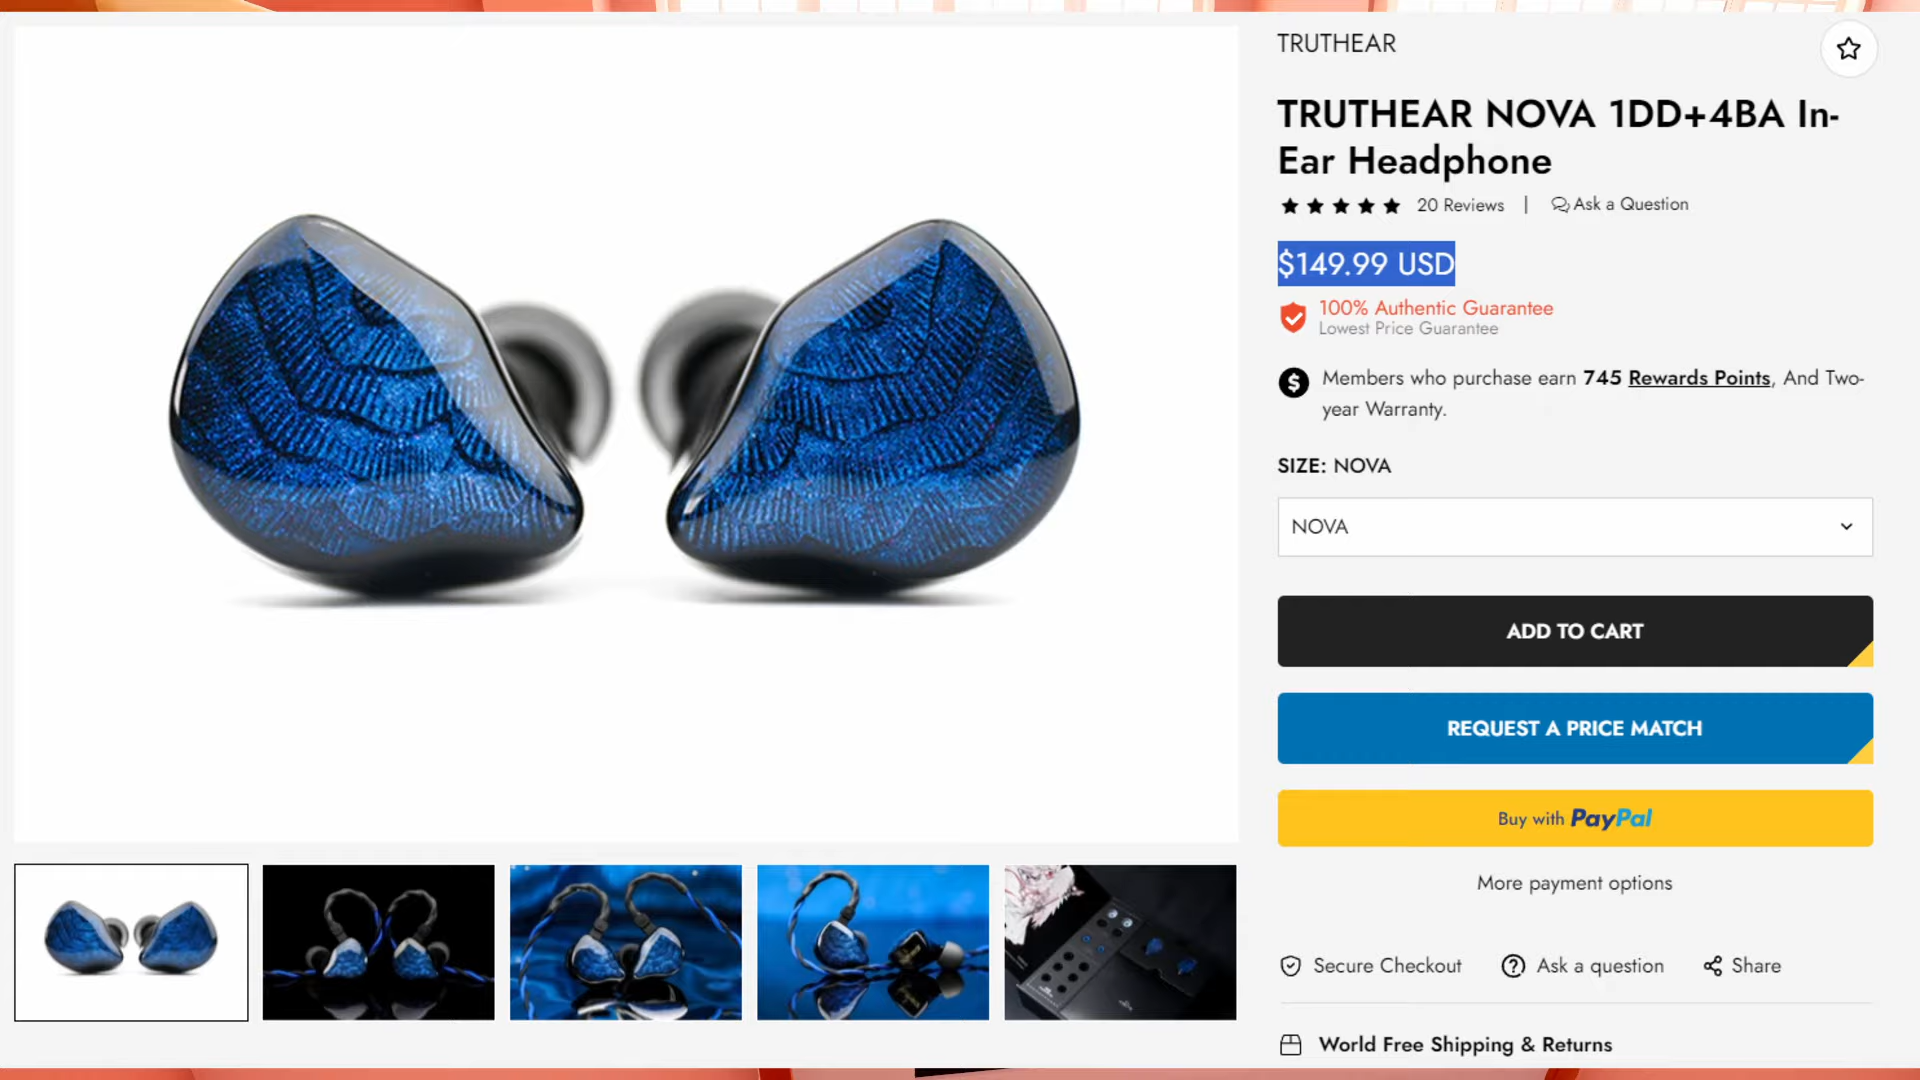 TRUTHEAR
TRUTHEAR NOVA 1DD+4BA In-
Ear Headphone
20 Reviews | Ask a Question
$149.99 USD
100% Authentic Guarantee
Lowest Price Guarantee
Members who purchase earn 745 Rewards Points, And Two-
year Warranty.
SIZE: NOVA
NOVA
ADD TO CART
REQUEST A PRICE MATCH
Buy with PayPal
More payment options
Secure Checkout
Ask a question
Share
World Free Shipping & Returns